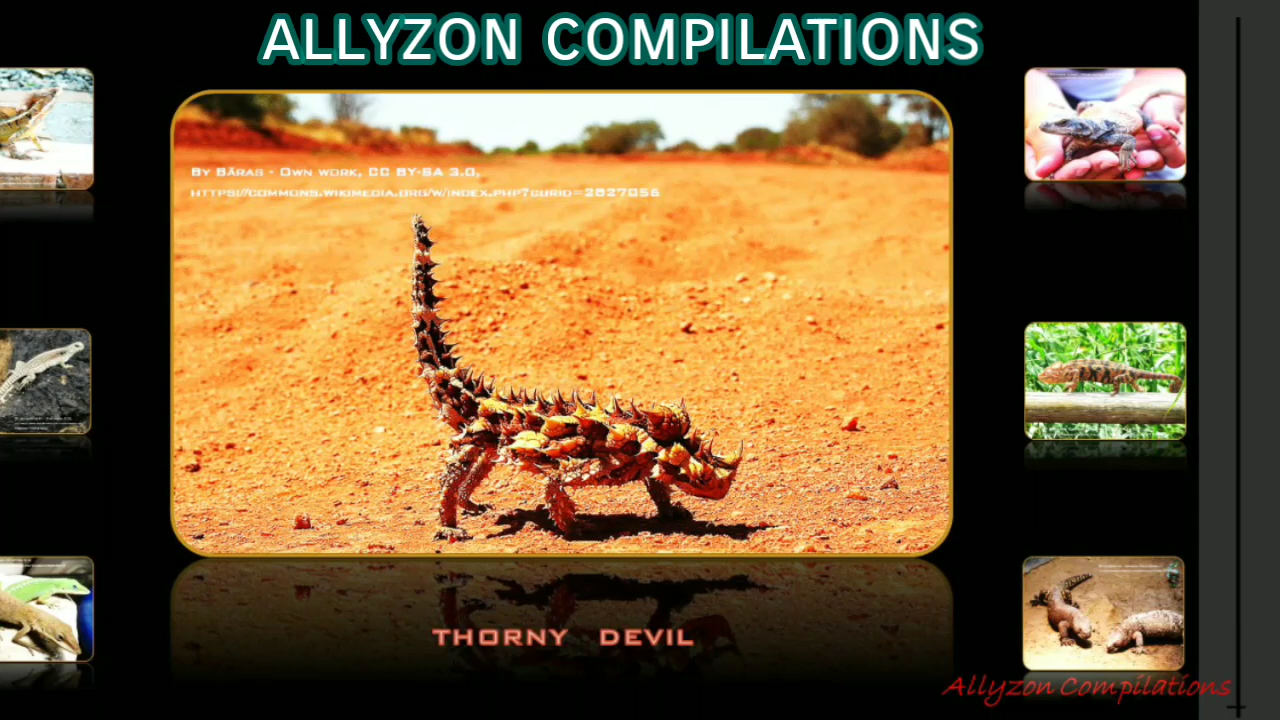 ALLYZON COMPILATIONS
By Bäras - Own work, CC BY-SA 3.0,
https://commons.wikimedia.org/w/index.php?curid=2827056
THORNY DEVIL
Allyzon Compilations